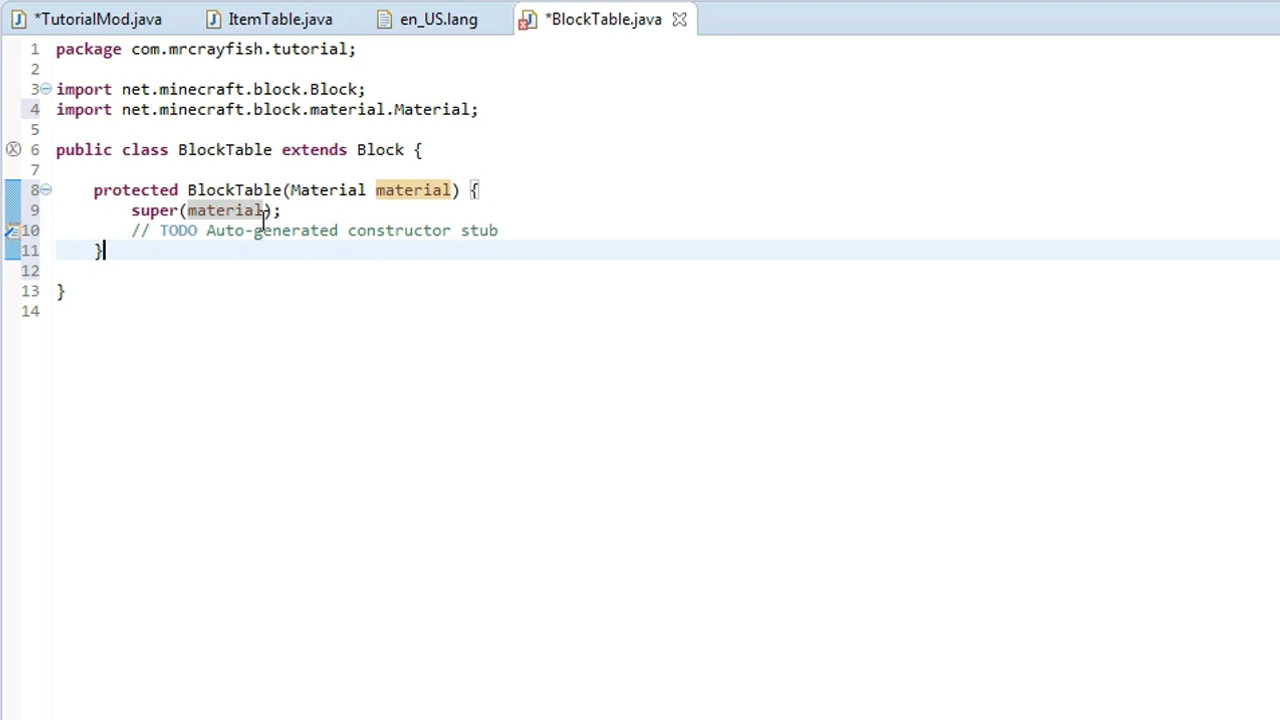 *TutorialMod.java ItemTable.java en_US.lang *BlockTable.java
1 package com.mrcrayfish.tutorial;
2
3 import net.minecraft.block.Block;
4 import net.minecraft.block.material.Material;
5
6 public class BlockTable extends Block {
7
8 protected BlockTable(Material material) {
9 super(material);
10 // TODO Auto-generated constructor stub
11 }
12
13 }
14